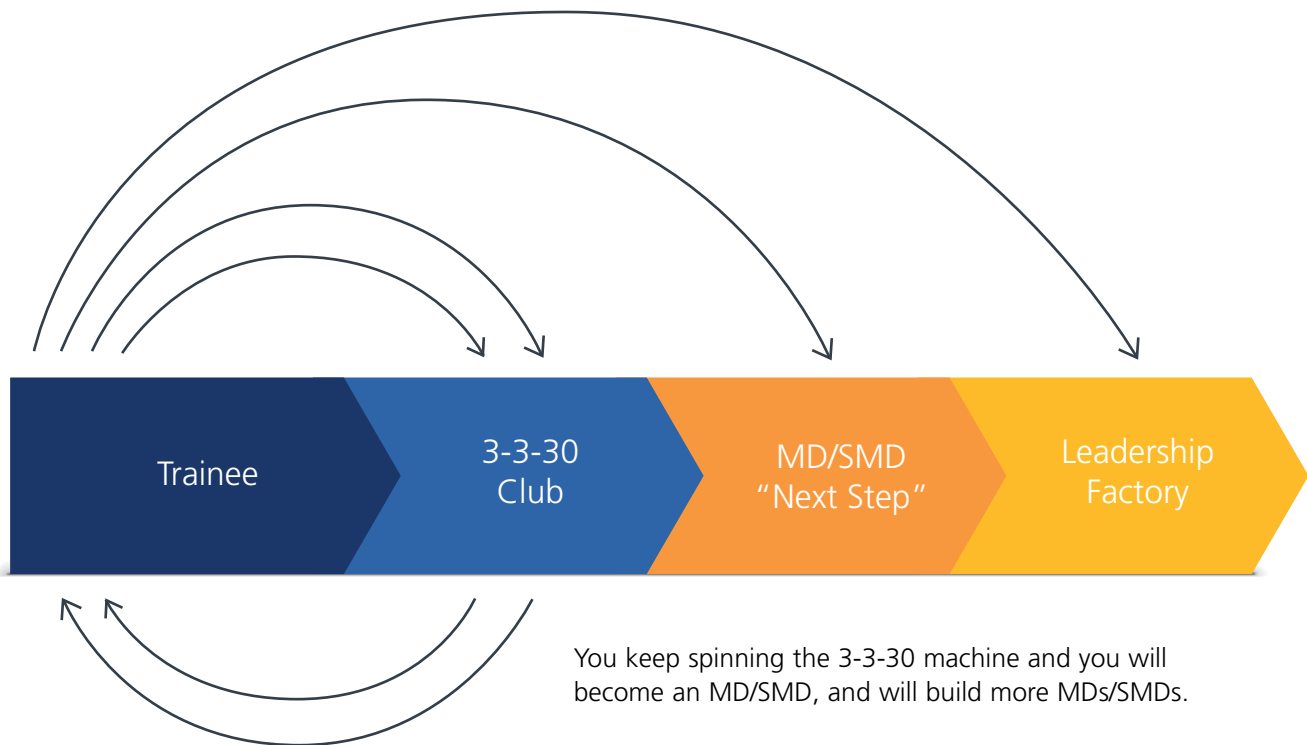 Trainee
3-3-30
Club
MD/SMD
“Next Step”
Leadership
Factory
You keep spinning the 3-3-30 machine and you will
become an MD/SMD, and will build more MDs/SMDs.